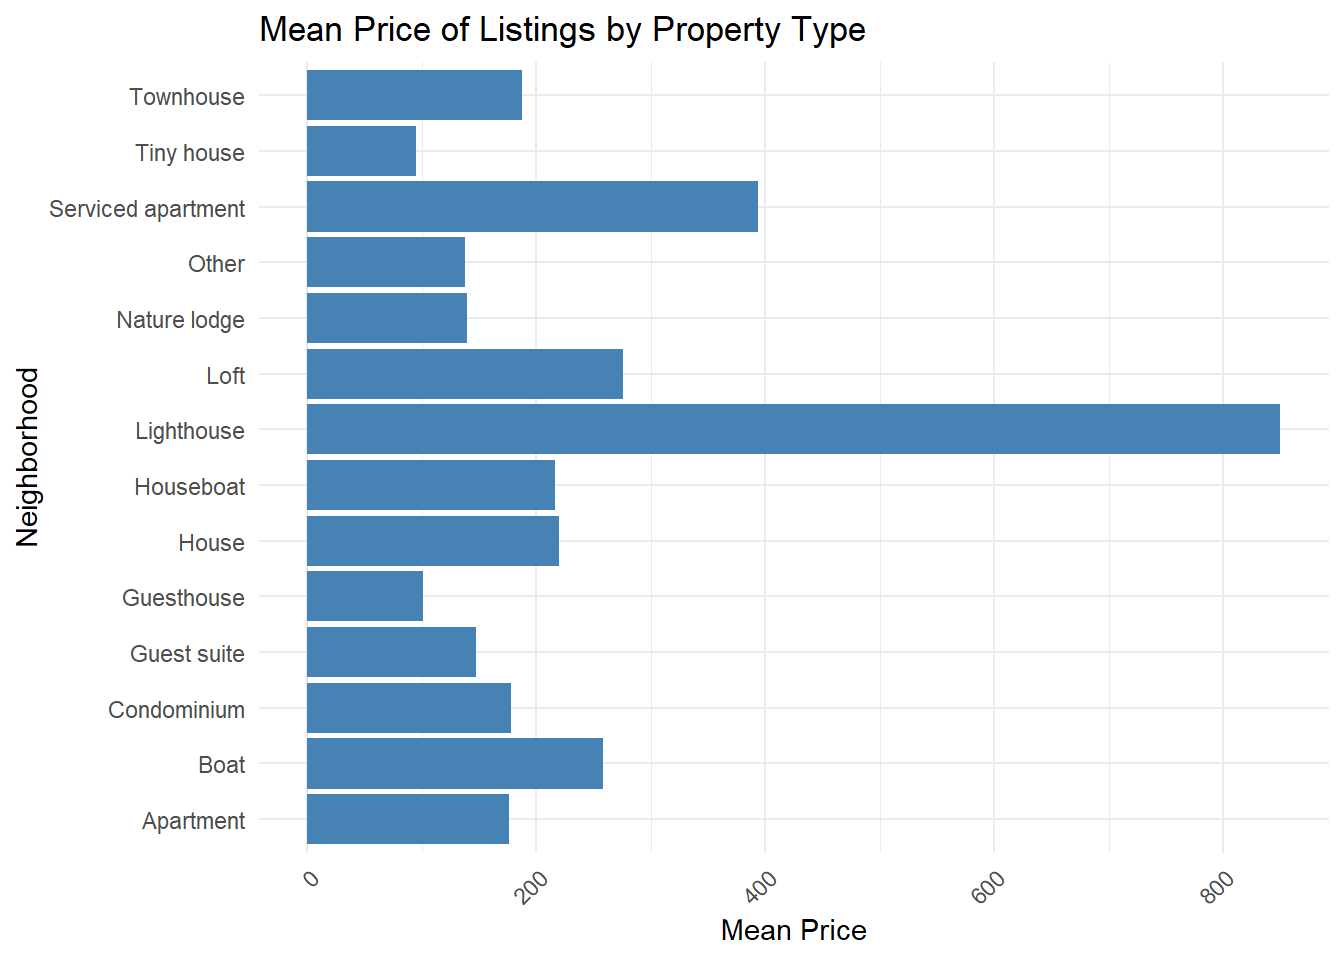 Mean Price of Listings by Property Type
Townhouse
Tiny house
Serviced apartment
Other
Nature lodge
Loft
Lighthouse
Houseboat
House
Guesthouse
Guest suite
Condominium
Boat
Apartment
Neighborhood
0
200
400
600
800
Mean Price